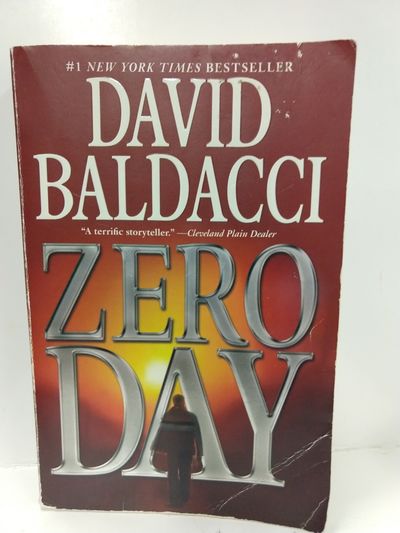 #1 NEW YORK TIMES BESTSELLER
DAVID
BALDACCI
"A terrific storyteller." —Cleveland Plain Dealer
ZERO
DAY